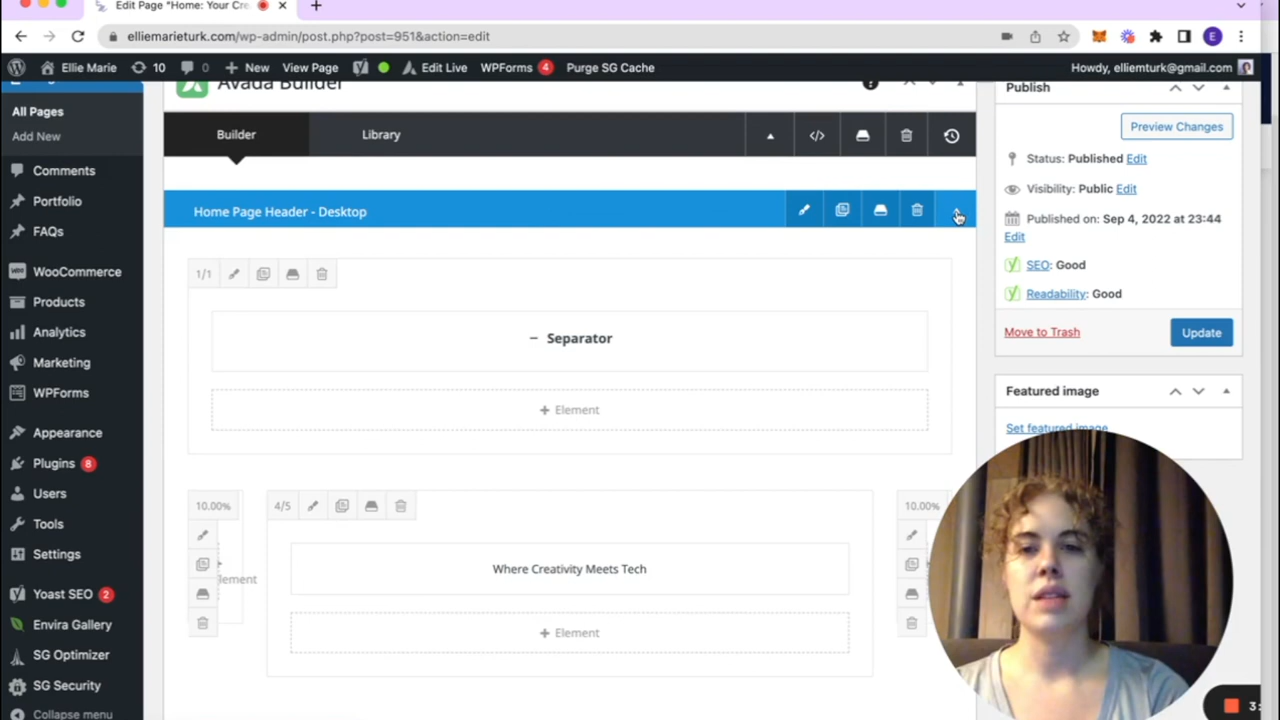 Edit Page "Home: Your Cre
elliemarieturk.com/wp-admin/post.php?post=951&action=edit
E
Ellie Marie
10
0
New
View Page
Edit Live
WPForms 4
Purge SG Cache
Howdy, elliemturk@gmail.com
All Pages
Add New
Comments
Portfolio
FAQs
WooCommerce
Products
Analytics
Marketing
WPForms
Appearance
Plugins 8
Users
Tools
Settings
Yoast SEO 2
Envira Gallery
SG Optimizer
SG Security
Collapse menu
Avada Builder
Builder
Library
Home Page Header - Desktop
1/1
– Separator
+ Element
10.00%
4/5
10.00%
lement
Where Creativity Meets Tech
+ Element
Publish
Preview Changes
Status: Published Edit
Visibility: Public Edit
Published on: Sep 4, 2022 at 23:44
Edit
SEO: Good
Readability: Good
Move to Trash
Update
Featured image
Set featured image
3: